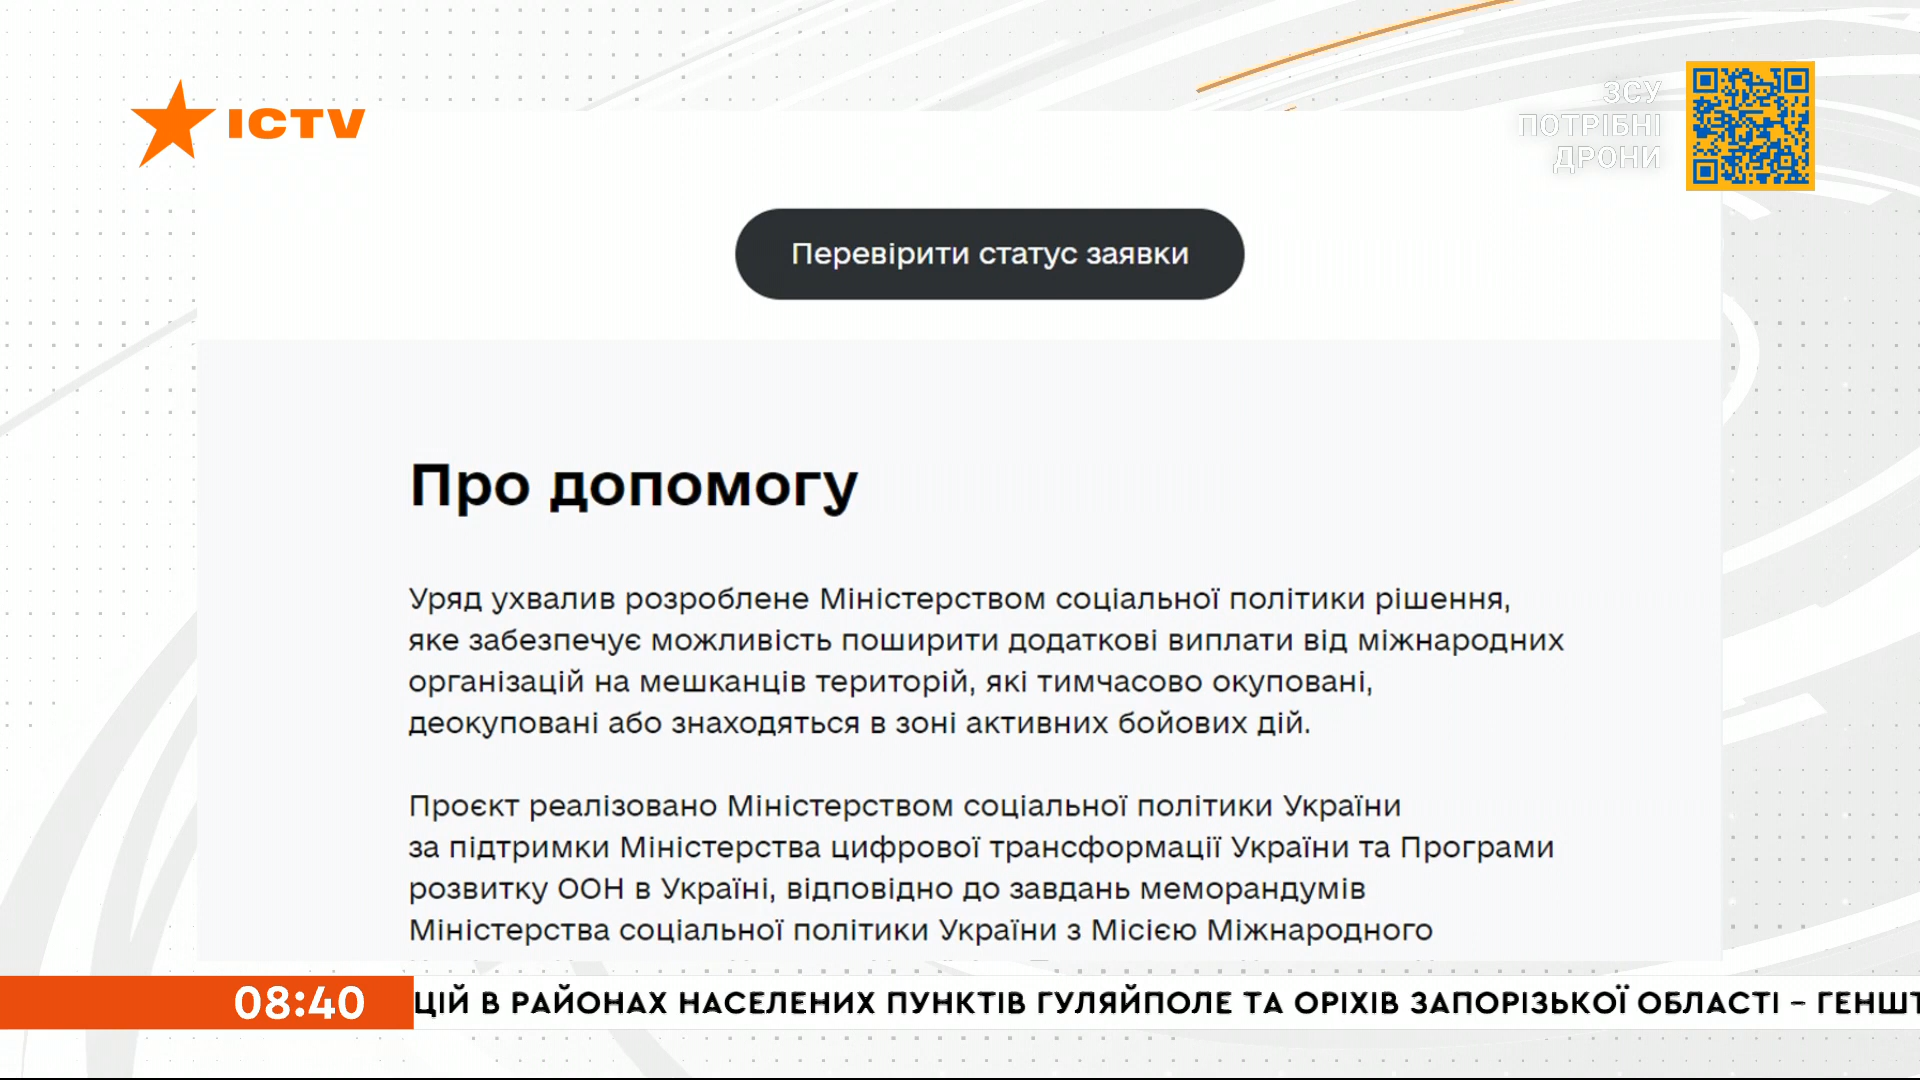 ICTV
ЗСУ
ПОТРІБНІ
ДРОНИ
Перевірити статус заявки
Про допомогу
Уряд ухвалив розроблене Міністерством соціальної політики рішення,
яке забезпечує можливість поширити додаткові виплати від міжнародних
організацій на мешканців територій, які тимчасово окуповані,
деокуповані або знаходяться в зоні активних бойових дій.
Проєкт реалізовано Міністерством соціальної політики України
за підтримки Міністерства цифрової трансформації України та Програми
розвитку ООН в Україні, відповідно до завдань меморандумів
Міністерства соціальної політики України з Місією Міжнародного
08:40
ЦІЙ В РАЙОНАХ НАСЕЛЕНИХ ПУНКТІВ ГУЛЯЙПОЛЕ ТА ОРІХІВ ЗАПОРІЗЬКОЇ ОБЛАСТІ – ГЕНШТ